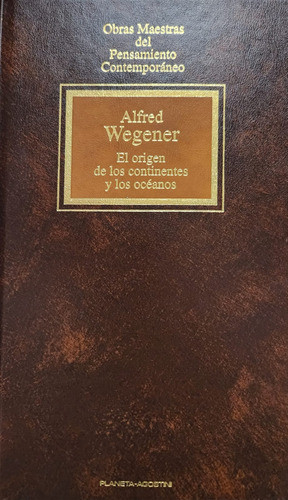 Obras Maestras
del
Pensamiento
Contemporáneo
Alfred
Wegener
El origen
de los continentes
y los océanos
PLANETA-AGOSTINI